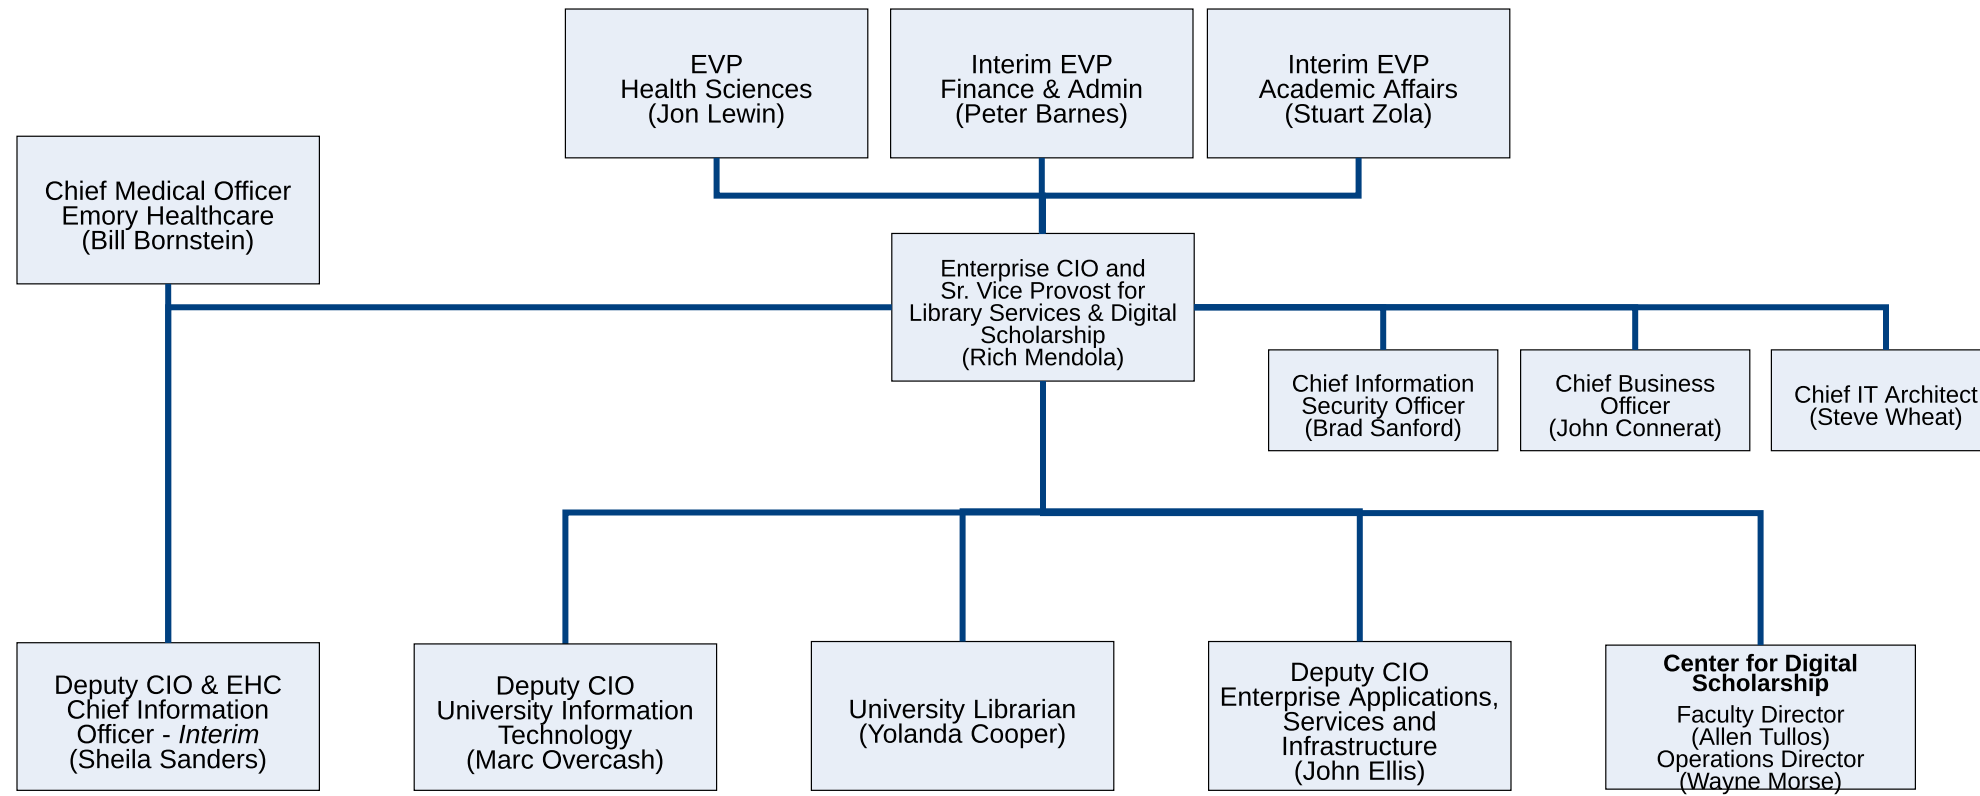 EVP
Health Sciences
(Jon Lewin)
Interim EVP
Finance & Admin
(Peter Barnes)
Interim EVP
Academic Affairs
(Stuart Zola)
Chief Medical Officer
Emory Healthcare
(Bill Bornstein)
Enterprise CIO and
Sr. Vice Provost for
Library Services & Digital
Scholarship
(Rich Mendola)
Chief Information
Security Officer
(Brad Sanford)
Chief Business
Officer
(John Connerat)
Chief IT Architect
(Steve Wheat)
Deputy CIO & EHC
Chief Information
Officer - Interim
(Sheila Sanders)
Deputy CIO
University Information
Technology
(Marc Overcash)
University Librarian
(Yolanda Cooper)
Deputy CIO
Enterprise Applications,
Services and
Infrastructure
(John Ellis)
Center for Digital
Scholarship
Faculty Director
(Allen Tullos)
Operations Director
(Wayne Morse)